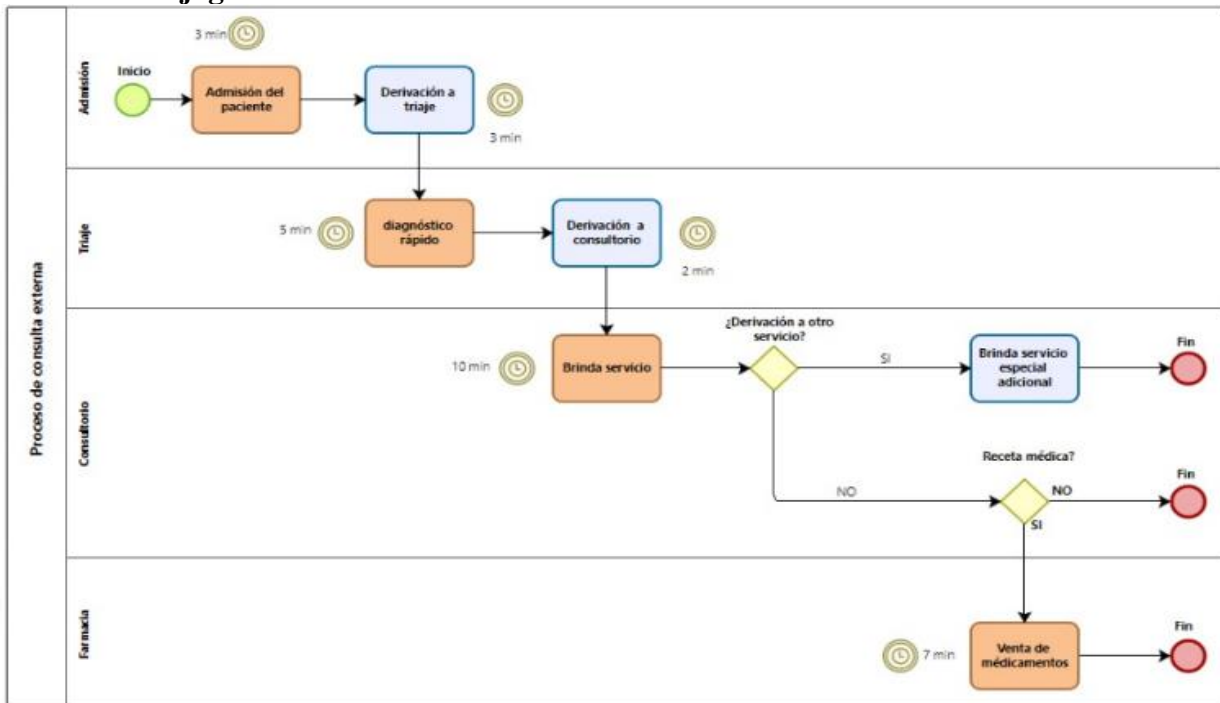 Proceso de consulta externa
Admisión
3 min
Inicio
Admisión del
paciente
Derivación a
triaje
3 min
Triaje
5 min
diagnóstico
rápido
Derivación a
consultorio
2 min
Consultorio
10 min
Brinda servicio
¿Derivación a otro
servicio?
SI
Brinda servicio
especial
adicional
Fin
NO
Receta médica?
NO
Fin
SI
Farmacia
7 min
Venta de
médicamentos
Fin